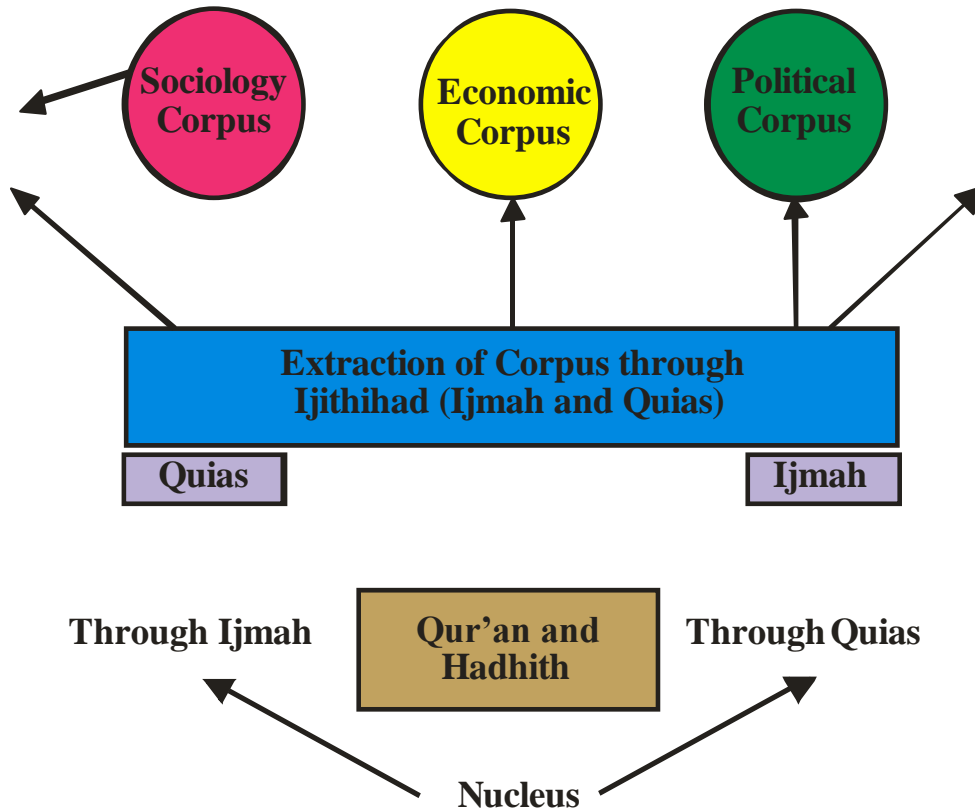 Sociology
Corpus
Economic
Corpus
Political
Corpus
Extraction of Corpus through
Ijithihad (Ijmah and Quias)
Quias
Ijmah
Through Ijmah
Qur’an and
Hadhith
Through Quias
Nucleus